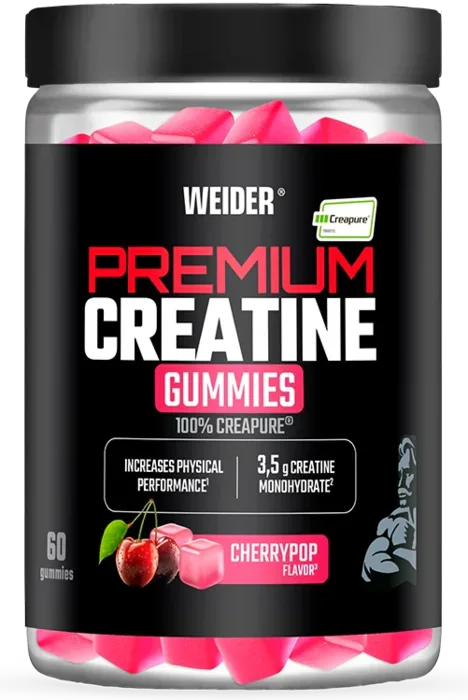 WEIDER®
Creapure®
PREMIUM
CREATINE
GUMMIES
100% CREAPURE®
INCREASES PHYSICAL
PERFORMANCE¹
3,5 g CREATINE
MONOHYDRATE²
60
gummies
CHERRYPOP
FLAVOR³